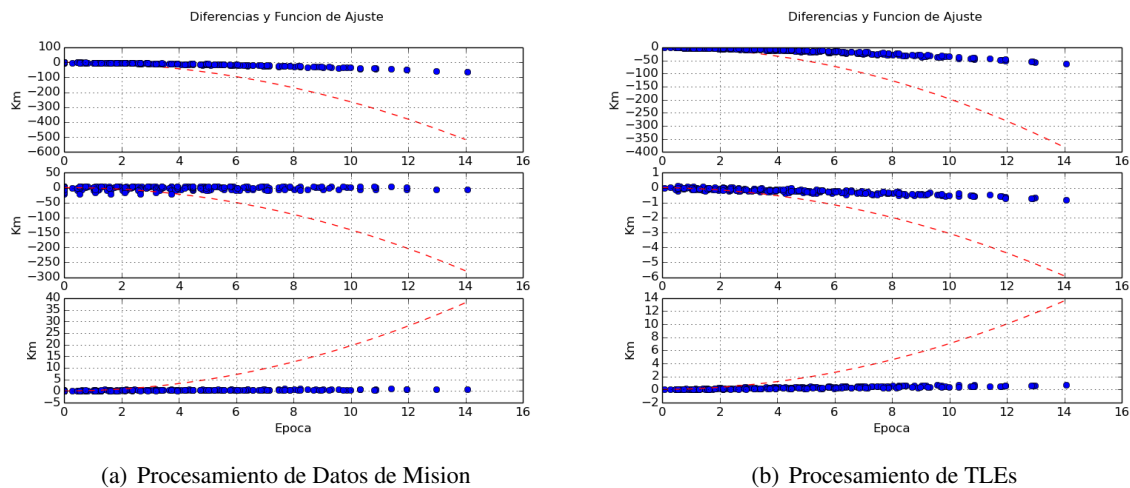 Diferencias y Funcion de Ajuste
100
0
−100
−200
−300
−400
−500
−600
Km
0 2 4 6 8 10 12 14 16
50
0
−50
−100
−150
−200
−250
−300
Km
0 2 4 6 8 10 12 14 16
40
35
30
25
20
15
10
5
0
−5
Km
0 2 4 6 8 10 12 14 16
Epoca
(a) Procesamiento de Datos de Mision
Diferencias y Funcion de Ajuste
0
−50
−100
−150
−200
−250
−300
−350
−400
Km
0 2 4 6 8 10 12 14 16
1
0
−1
−2
−3
−4
−5
−6
Km
0 2 4 6 8 10 12 14 16
14
12
10
8
6
4
2
0
−2
Km
0 2 4 6 8 10 12 14 16
Epoca
(b) Procesamiento de TLEs